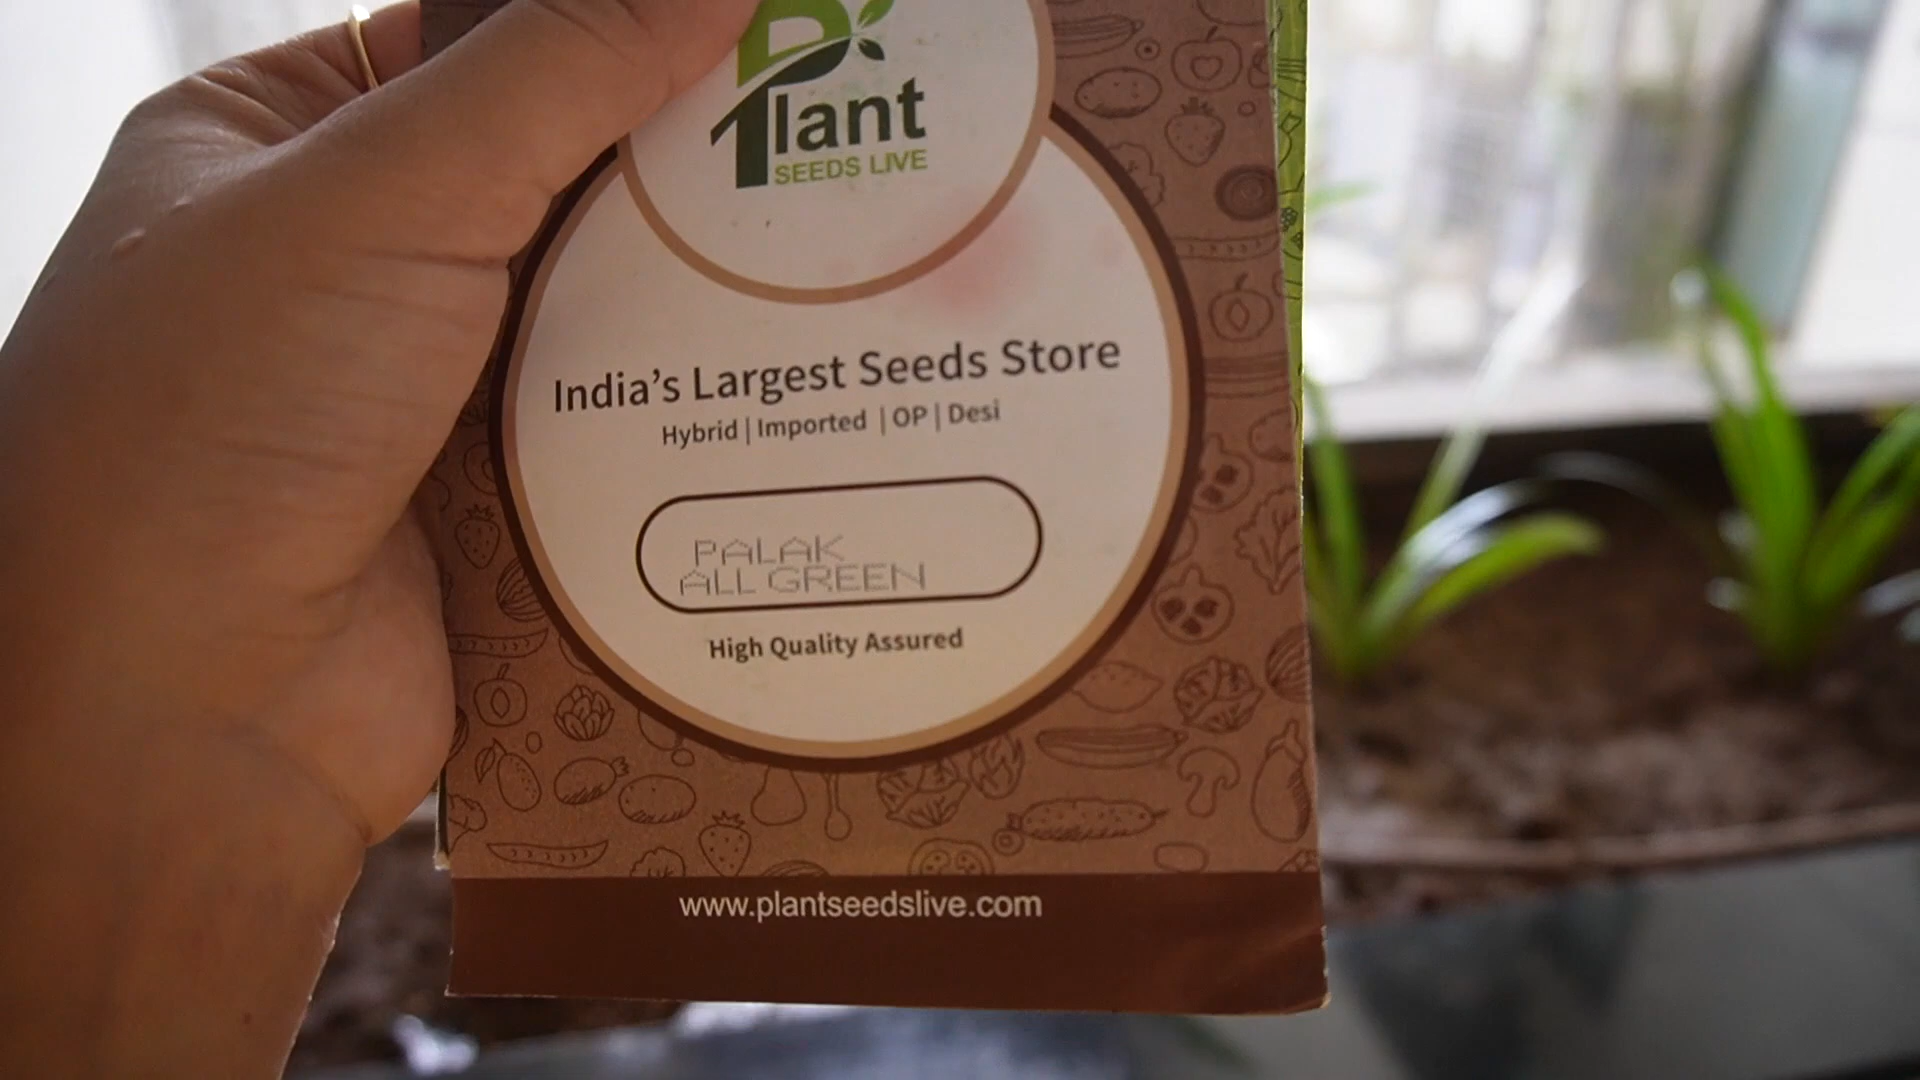 Plant
SEEDS LIVE
India's Largest Seeds Store
Hybrid | Imported | OP | Desi
PALAK
ALL GREEN
High Quality Assured
www.plantseedslive.com